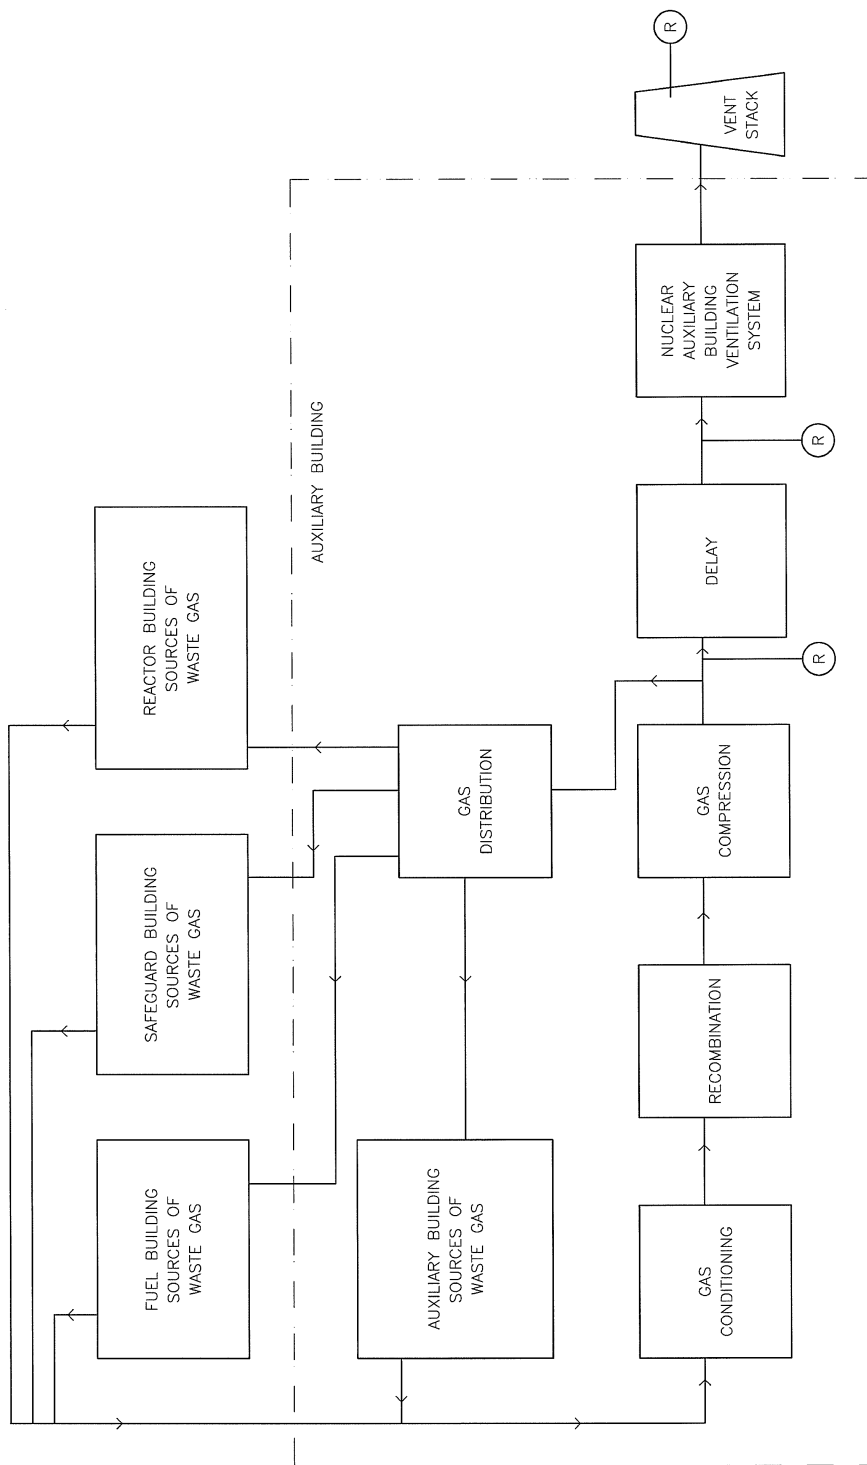 FUEL BUILDING
SOURCES OF
WASTE GAS
SAFEGUARD BUILDING
SOURCES OF
WASTE GAS
REACTOR BUILDING
SOURCES OF
WASTE GAS
AUXILIARY BUILDING
AUXILIARY BUILDING
SOURCES OF
WASTE GAS
GAS
DISTRIBUTION
GAS
CONDITIONING
RECOMBINATION
GAS
COMPRESSION
R
DELAY
R
NUCLEAR
AUXILIARY
BUILDING
VENTILATION
SYSTEM
VENT
STACK
R